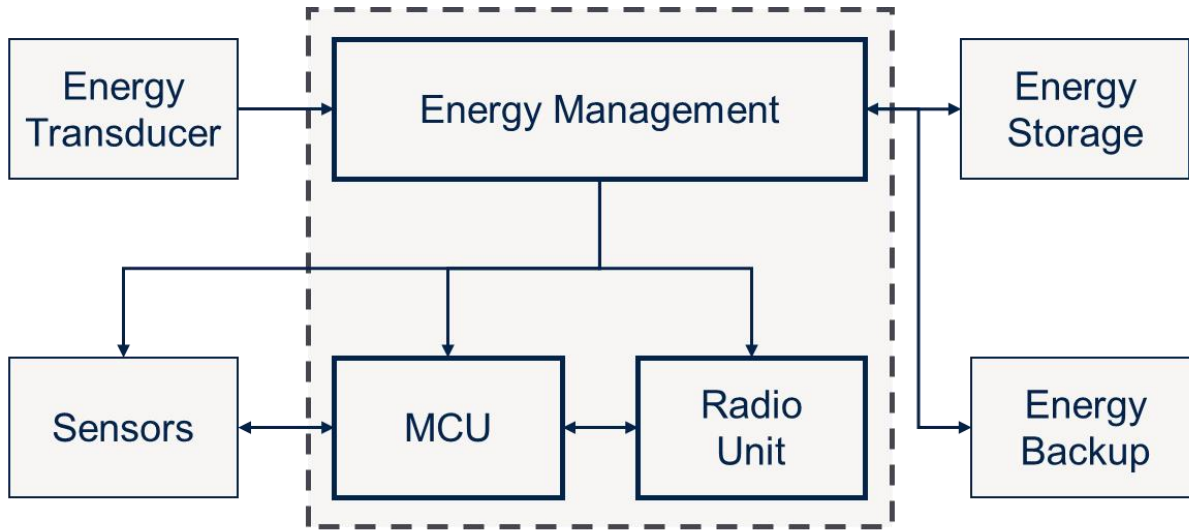 Energy
Transducer
Energy Management
Energy
Storage
Sensors
MCU
Radio
Unit
Energy
Backup